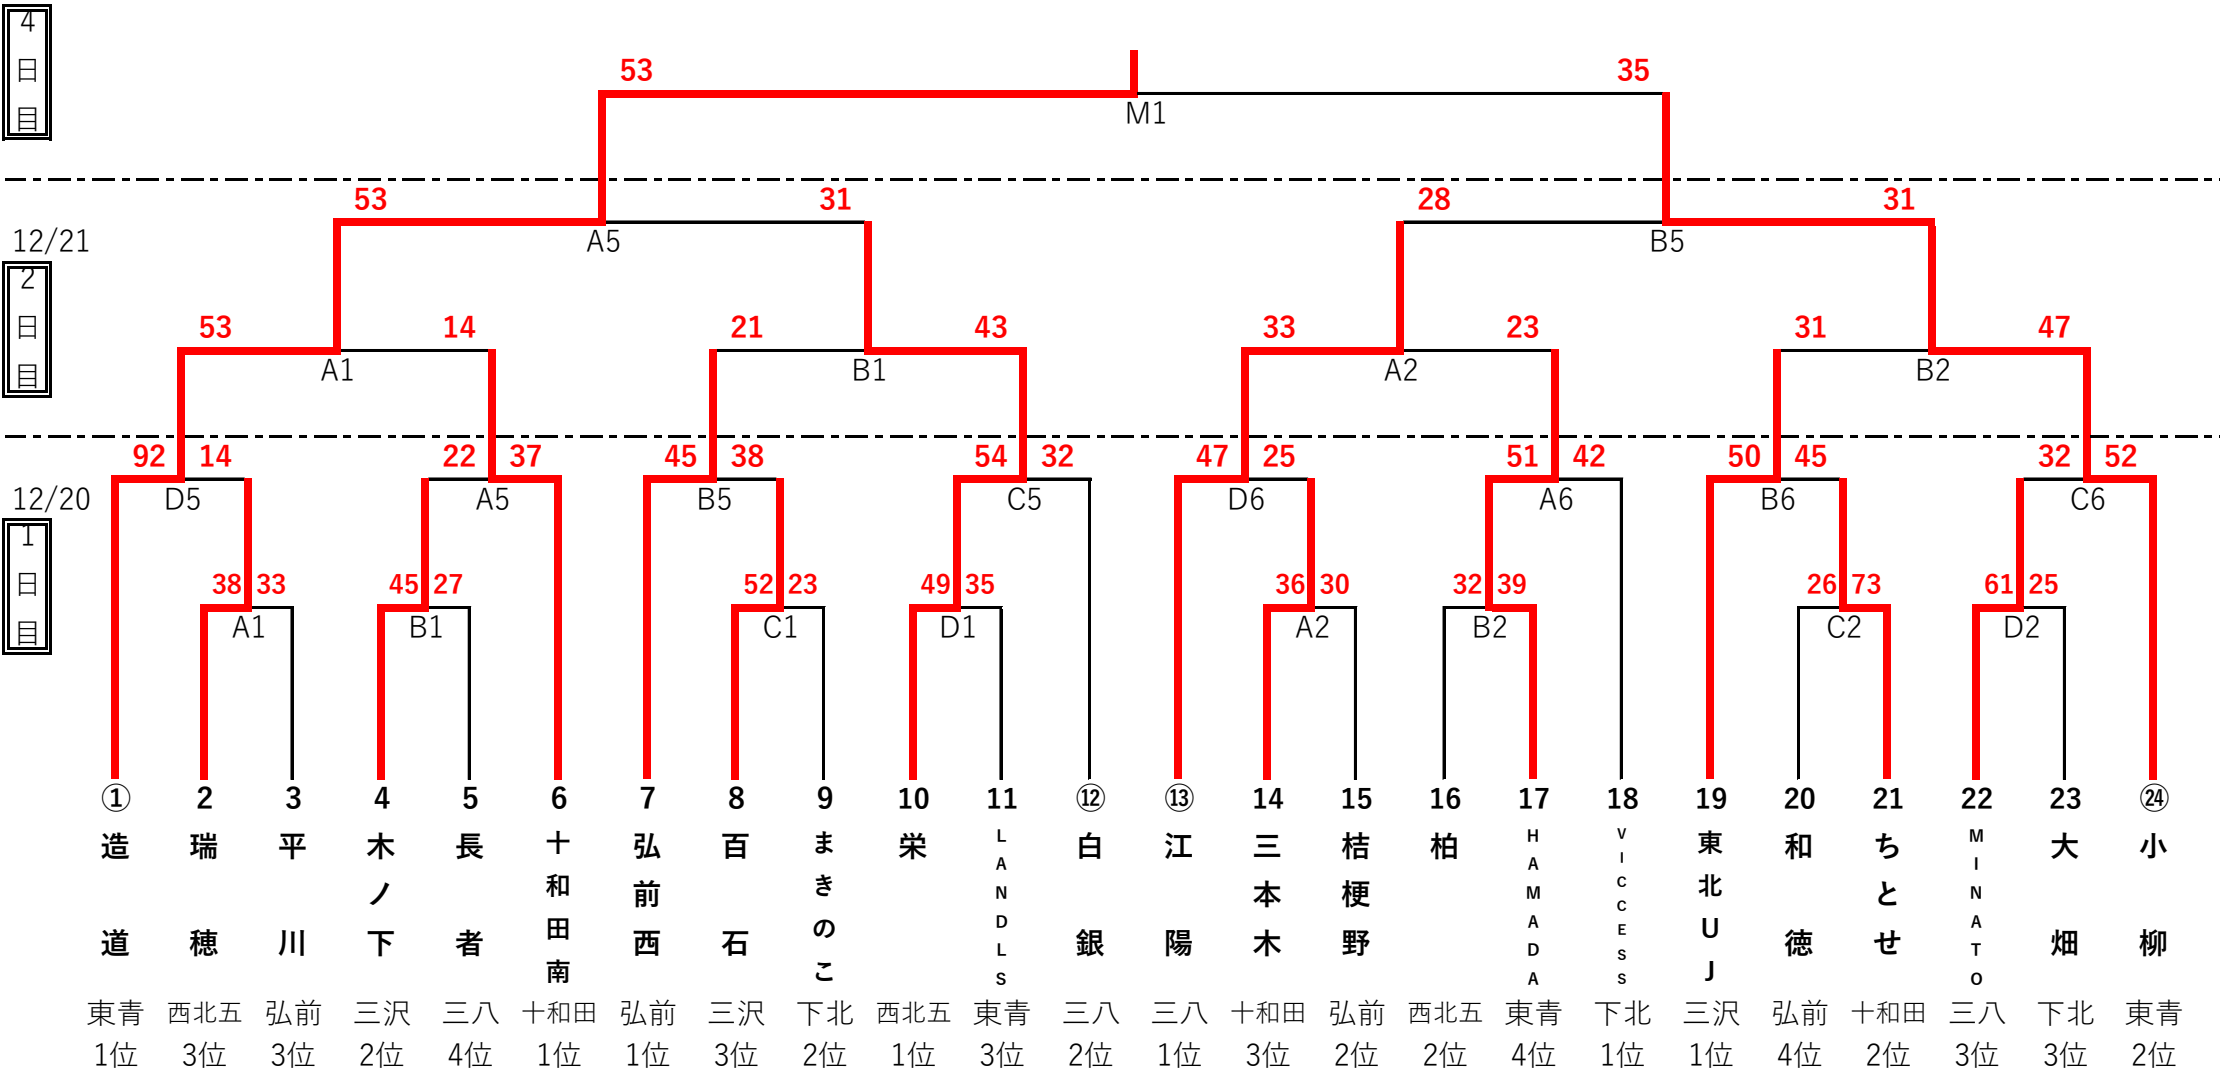 4日目
53 35
M1
53 31 28 31
A5 B5
12/21
2日目
53 14 21 43 33 23 31 47
A1 B1 A2 B2
92 14 22 37 45 38 54 32 47 25 51 42 50 45 32 52
D5 A5 B5 C5 D6 A6 B6 C6
12/20
1日目
38 33 45 27 52 23 49 35 36 30 32 39 26 73 61 25
A1 B1 C1 D1 A2 B2 C2 D2
① 2 3 4 5 6 7 8 9 10 11 ⑫ ⑬ 14 15 16 17 18 19 20 21 22 23 ㉔
造道
瑞穂
平川
木ノ下
長者
十和田南
弘前西
百石
まきのこ
栄
LANDLS
白銀
江陽
三本木
桔梗野
柏
HAMADA
VICCESS
東北UJ
和徳
ちとせ
MINATO
大畑
小柳
東青 西北五 弘前 三沢 三八 十和田 弘前 三沢 下北 西北五 東青 三八 三八 十和田 弘前 西北五 東青 下北 三沢 弘前 十和田 三八 下北 東青
1位 3位 3位 2位 4位 1位 1位 3位 2位 1位 3位 2位 1位 3位 2位 2位 4位 1位 1位 4位 2位 3位 3位 2位